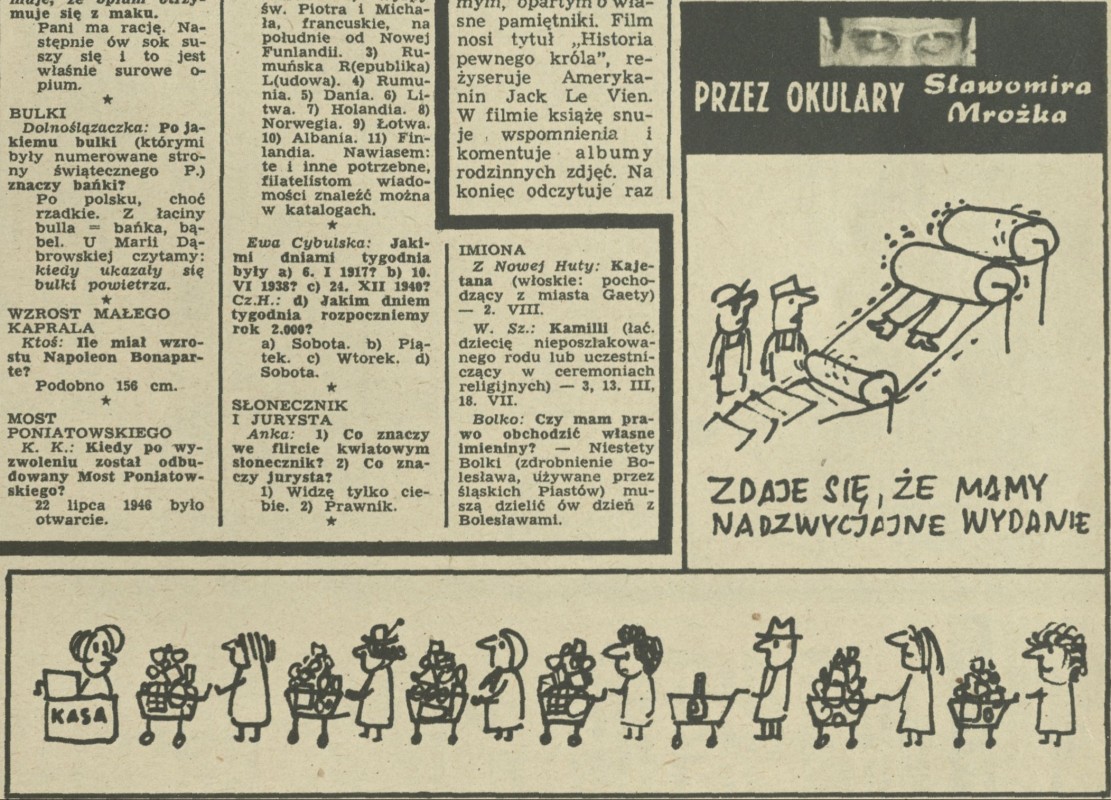 muje się z maku.
Pani ma rację. Na-
stępnie ów sok su-
szy się i to jest
właśnie surowe o-
pium.
★
BULKI
Dolnoślązaczka: Po ja-
kiemu bulki (którymi
były numerowane stro-
ny świątecznego P.)
znaczy bańki?
Po polsku, choć
rzadkie. Z łaciny
bulla = bańka, bą-
bel. U Marii Dą-
browskiej czytamy:
kiedy ukazały się
bulki powietrza.
★
WZROST MAŁEGO
KAPRALA
Ktoś: Ile miał wzro-
stu Napoleon Bonapar-
te?
Podobno 156 cm.
★
MOST
PONIATOWSKIEGO
K. K.: Kiedy po wy-
zwoleniu został odbu-
dowany Most Poniatow-
skiego?
22 lipca 1946 było
otwarcie.
św. Piotra i Micha-
ła, francuskie, na
południe od Nowej
Funlandii. 3) Ru-
muńska R(epublika)
L(udowa). 4) Rumu-
nia. 5) Dania. 6) Li-
twa. 7) Holandia. 8)
Norwegia. 9) Łotwa.
10) Albania. 11) Fin-
landia. Nawiasem:
te i inne potrzebne,
filatelistom wiado-
mości znaleźć można
w katalogach.
★
Ewa Cybulska: Jaki-
mi dniami tygodnia
były a) 6. I 1917? b) 10.
VI 1938? c) 24. XII 1940?
Cz.H.: d) Jakim dniem
tygodnia rozpoczniemy
rok 2.000?
a) Sobota. b) Pią-
tek. c) Wtorek. d)
Sobota.
★
SŁONECZNIK
I JURYSTA
Anka: 1) Co znaczy
we flircie kwiatowym
słonecznik? 2) Co zna-
czy jurysta?
1) Widzę tylko cie-
bie. 2) Prawnik.
★
mym, opartym o wła-
sne pamiętniki. Film
nosi tytuł „Historia
pewnego króla”, re-
żyseruje Ameryka-
nin Jack Le Vien.
W filmie książę snu-
je wspomnienia i
komentuje albumy
rodzinnych zdjęć. Na
koniec odczytuje raz
IMIONA
Z Nowej Huty: Kaje-
tana (włoskie: pocho-
dzący z miasta Gaety)
— 2. VIII.
W. Sz.: Kamilli (łać.
dziecię nieposzlakowa-
nego rodu lub uczestni-
czący w ceremoniach
religijnych) — 3, 13. III,
18. VII.
Bolko: Czy mam pra-
wo obchodzić własne
imieniny? — Niestety
Bolki (zdrobnienie Bo-
lesława, używane przez
śląskich Piastów) mu-
szą dzielić ów dzień z
Bolesławami.
PRZEZ OKULARY Sławomira
Mrożka
ZDAJE SIĘ, ŻE MAMY
NADZWYCJAJNE WYDANIE
KASA